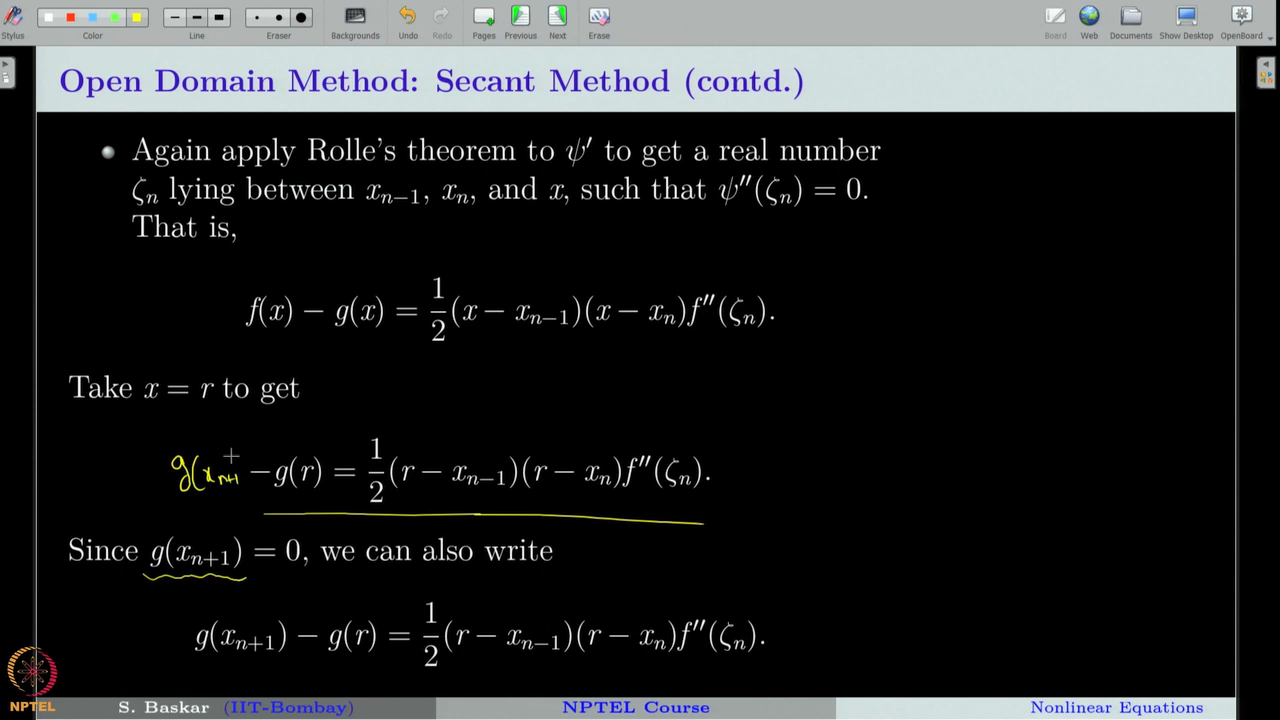 Stylus Color Line Eraser Backgrounds Undo Redo Pages Previous Next Erase Board Web Documents Show Desktop OpenBoard
Open Domain Method: Secant Method (contd.)
Again apply Rolle's theorem to ψ′ to get a real number
ζₙ lying between xₙ₋₁, xₙ, and x, such that ψ″(ζₙ) = 0.
That is,
f(x) − g(x) = 1/2 (x − xₙ₋₁)(x − xₙ)f″(ζₙ).
Take x = r to get
g(xₙ₊₁ −g(r) = 1/2 (r − xₙ₋₁)(r − xₙ)f″(ζₙ).
Since g(xₙ₊₁) = 0, we can also write
g(xₙ₊₁) − g(r) = 1/2 (r − xₙ₋₁)(r − xₙ)f″(ζₙ).
NPTEL S. Baskar (IIT-Bombay) NPTEL Course Nonlinear Equations